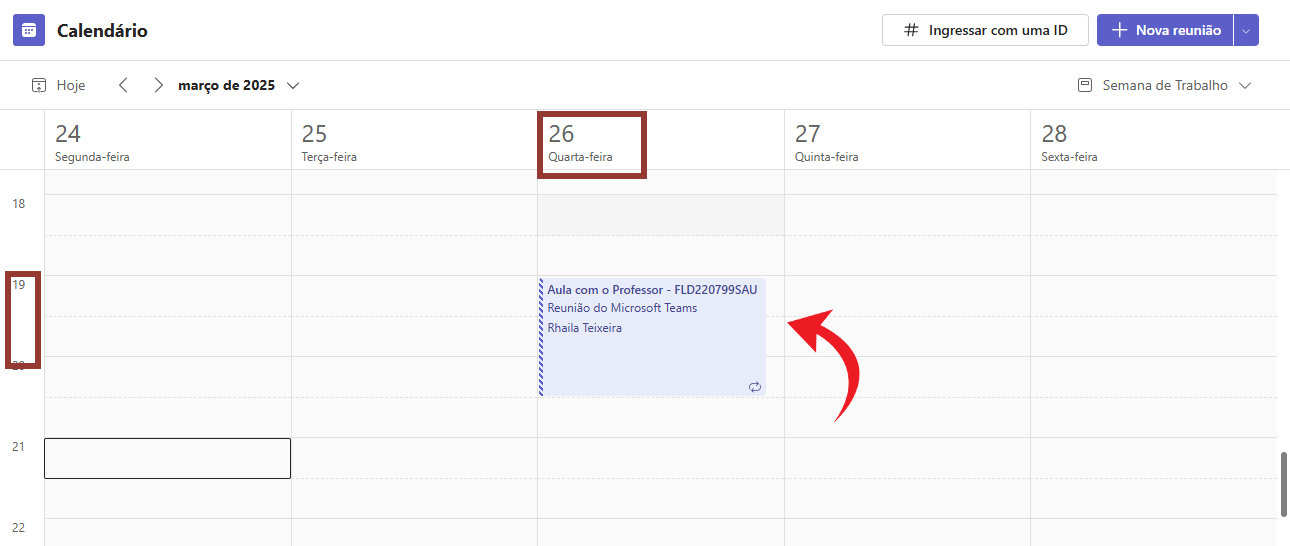 Calendário
Ingressar com uma ID
Nova reunião
Hoje
março de 2025
Semana de Trabalho
24
Segunda-feira
25
Terça-feira
26
Quarta-feira
27
Quinta-feira
28
Sexta-feira
18
19
Aula com o Professor - FLD220799SAU
Reunião do Microsoft Teams
Rhaila Teixeira
20
21
22